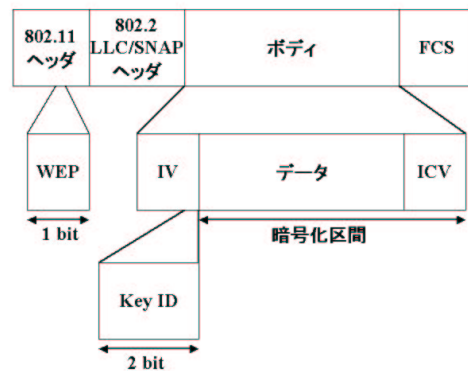 802.11
ヘッダ
802.2
LLC/SNAP
ヘッダ
ボディ
FCS
WEP
IV
データ
ICV
1 bit
暗号化区間
Key ID
2 bit